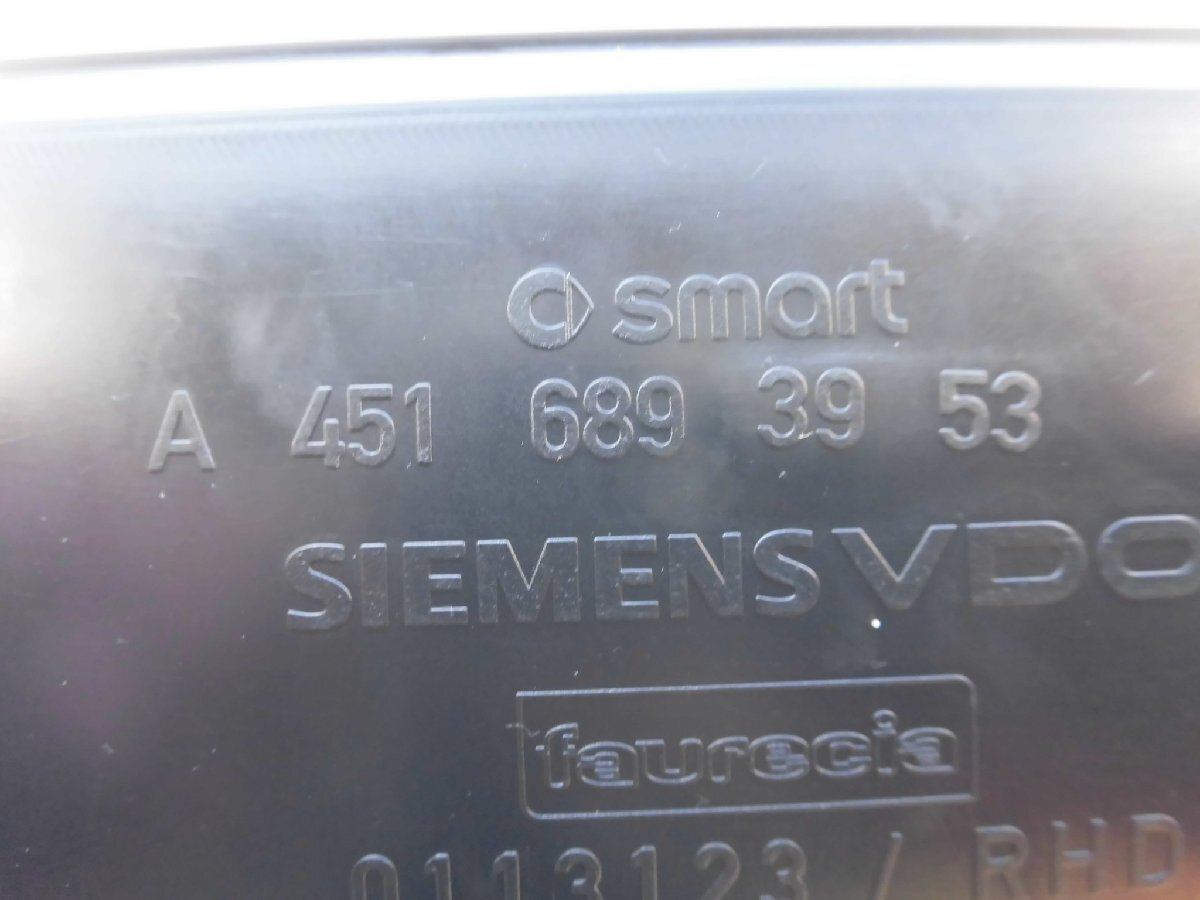 smart
A 451 689 39 53
SIEMENS VDO
faurecia
0113123 / RHD